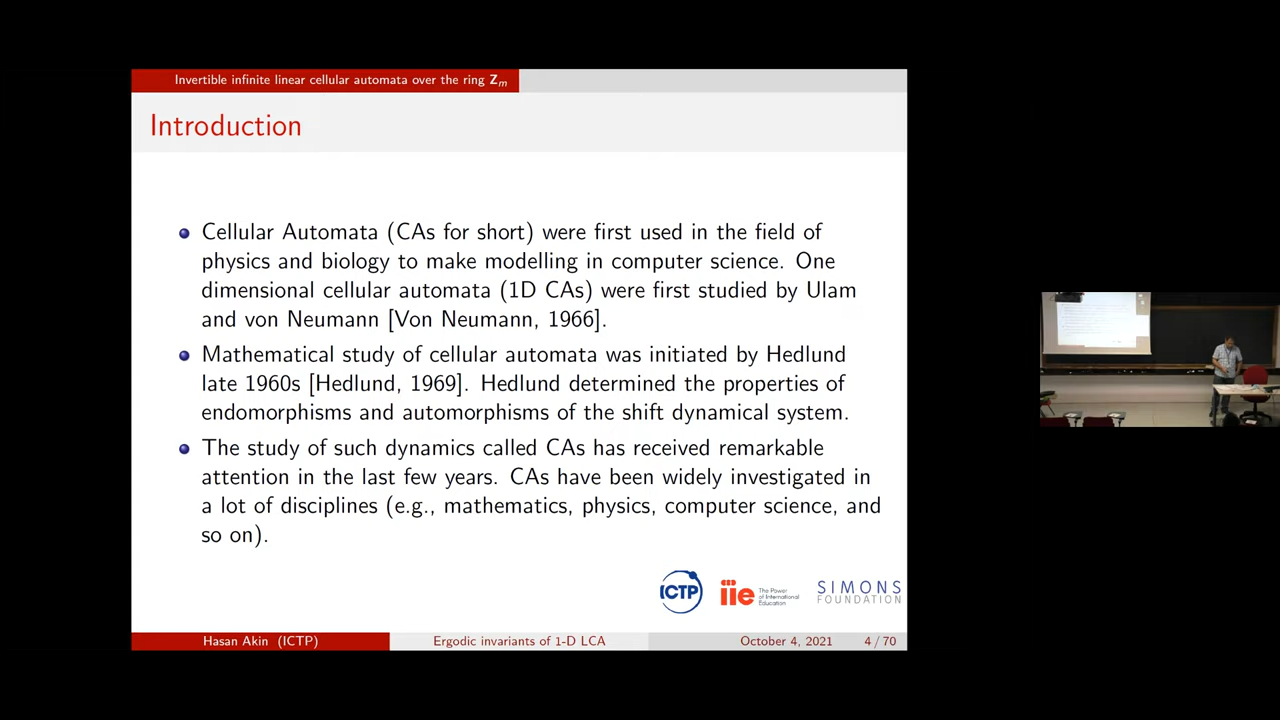 Invertible infinite linear cellular automata over the ring Zm
Introduction
Cellular Automata (CAs for short) were first used in the field of
physics and biology to make modelling in computer science. One
dimensional cellular automata (1D CAs) were first studied by Ulam
and von Neumann [Von Neumann, 1966].
Mathematical study of cellular automata was initiated by Hedlund
late 1960s [Hedlund, 1969]. Hedlund determined the properties of
endomorphisms and automorphisms of the shift dynamical system.
The study of such dynamics called CAs has received remarkable
attention in the last few years. CAs have been widely investigated in
a lot of disciplines (e.g., mathematics, physics, computer science, and
so on).
ICTP
iie
The Power
of International
Education
SIMONS
FOUNDATION
Hasan Akin (ICTP)
Ergodic invariants of 1-D LCA
October 4, 2021
4 / 70